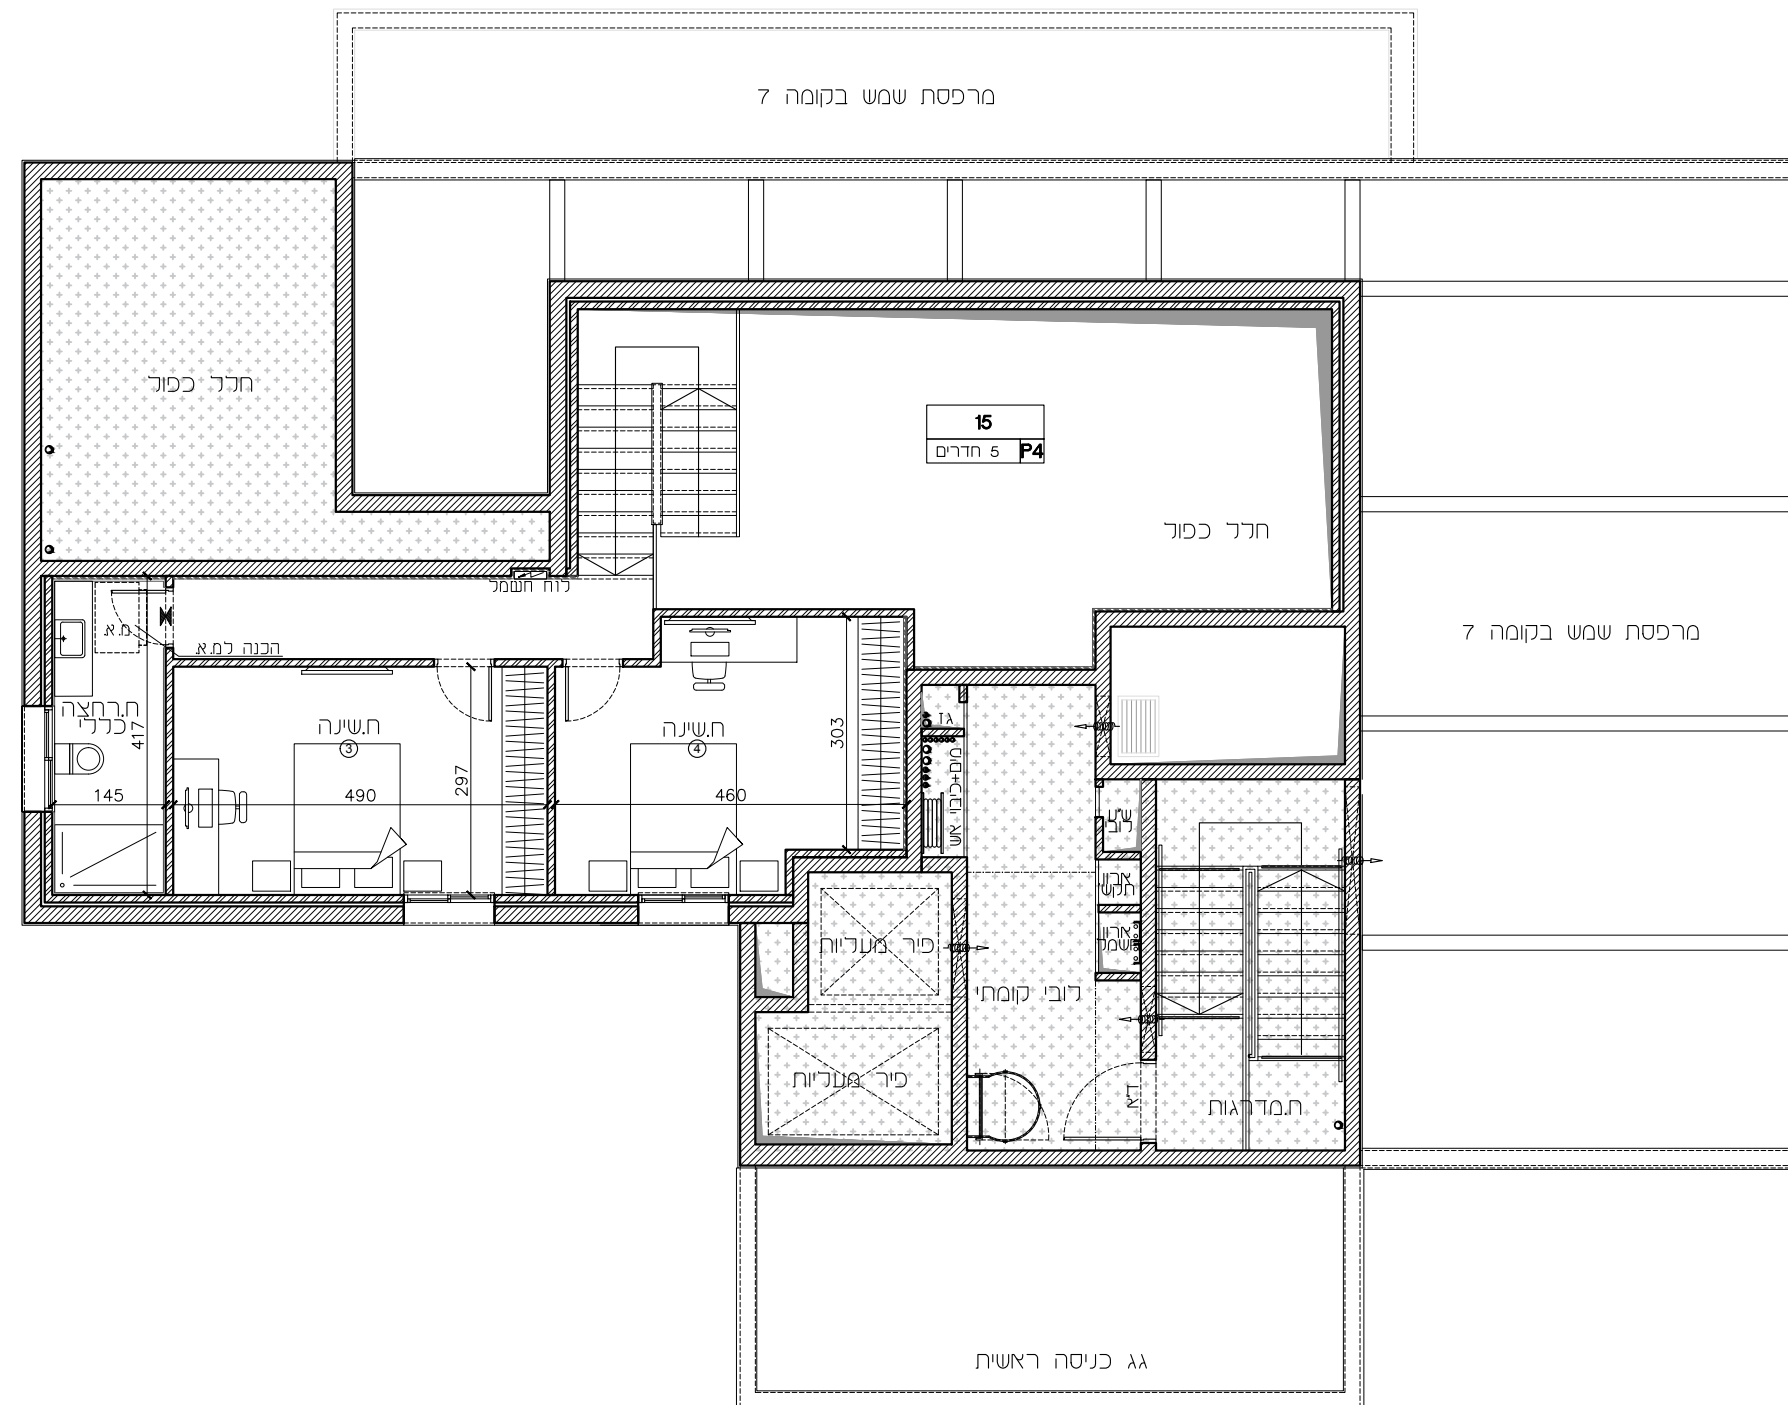 מרפסת שמש בקומה 7
חלל כפול
15
5 חדרים
P4
חלל כפול
לוח חשמל
מ.א.
הכנה למ.א.
מרפסת שמש בקומה 7
ח.רחצה
כללי
417
ח.שינה
3
297
ח.שינה
4
303
145
490
460
גז
מים+כיבוי אש
ש"ע
לובי
ארון
תקש'
ארון
חשמל
פיר מעליות
לובי קומתי
פיר מעליות
ח.מדרגות
גג כניסה ראשית